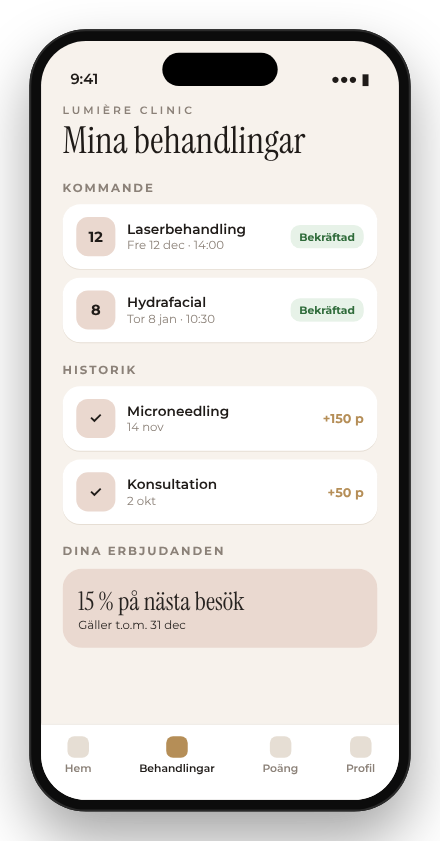 9:41
LUMIÈRE CLINIC
Mina behandlingar
KOMMANDE
12
Laserbehandling
Fre 12 dec · 14:00
Bekräftad
8
Hydrafacial
Tor 8 jan · 10:30
Bekräftad
HISTORIK
Microneedling
14 nov
+150 p
Konsultation
2 okt
+50 p
DINA ERBJUDANDEN
15 % på nästa besök
Gäller t.o.m. 31 dec
Hem
Behandlingar
Poäng
Profil